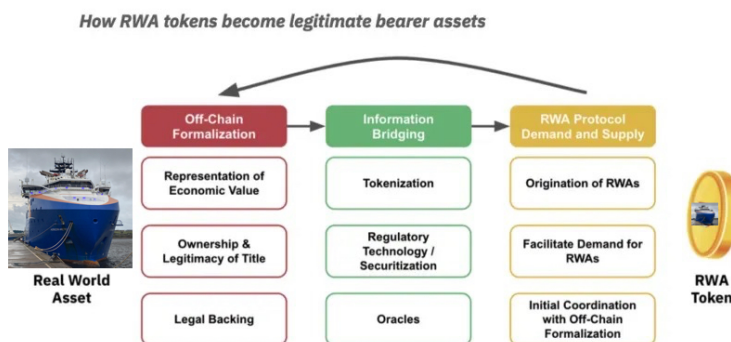 How RWA tokens become legitimate bearer assets
Off-Chain
Formalization
Information
Bridging
RWA Protocol
Demand and Supply
Representation of
Economic Value
Tokenization
Origination of RWAs
Ownership &
Legitimacy of Title
Regulatory
Technology /
Securitization
Facilitate Demand for
RWAs
Legal Backing
Oracles
Initial Coordination
with Off-Chain
Formalization
Real World
Asset
RWA
Token